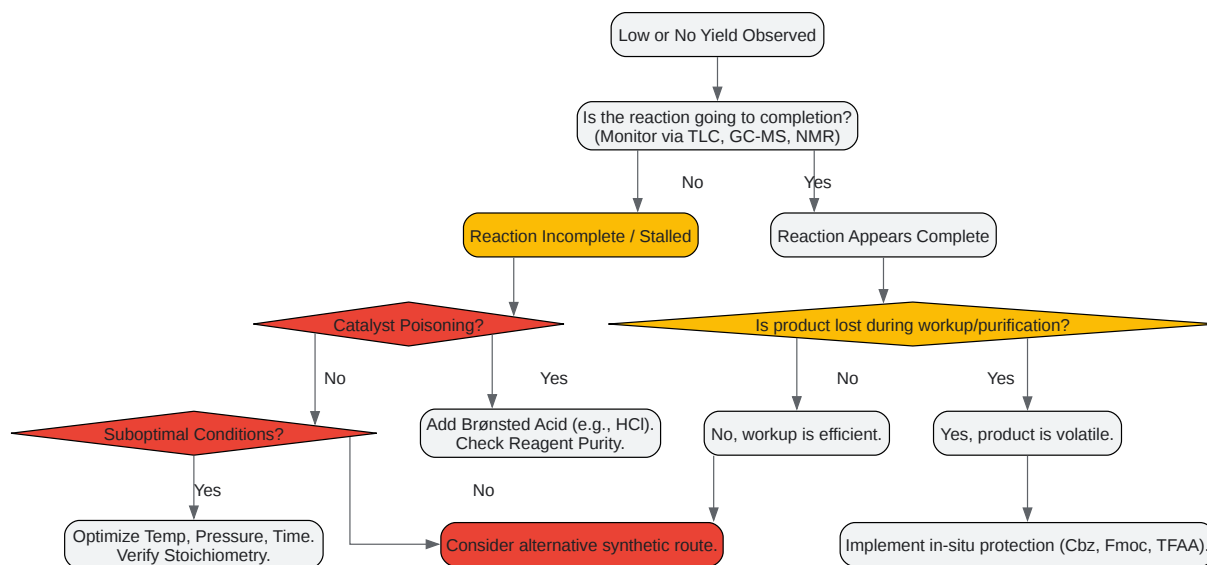 Low or No Yield Observed
Is the reaction going to completion?
(Monitor via TLC, GC-MS, NMR)
No
Yes
Reaction Incomplete / Stalled
Reaction Appears Complete
Catalyst Poisoning?
Is product lost during workup/purification?
No
Yes
No
Yes
Suboptimal Conditions?
Add Brønsted Acid (e.g., HCl).
Check Reagent Purity.
No, workup is efficient.
Yes, product is volatile.
Yes
No
Optimize Temp, Pressure, Time.
Verify Stoichiometry.
Consider alternative synthetic route.
Implement in-situ protection (Cbz, Fmoc, TFAA).